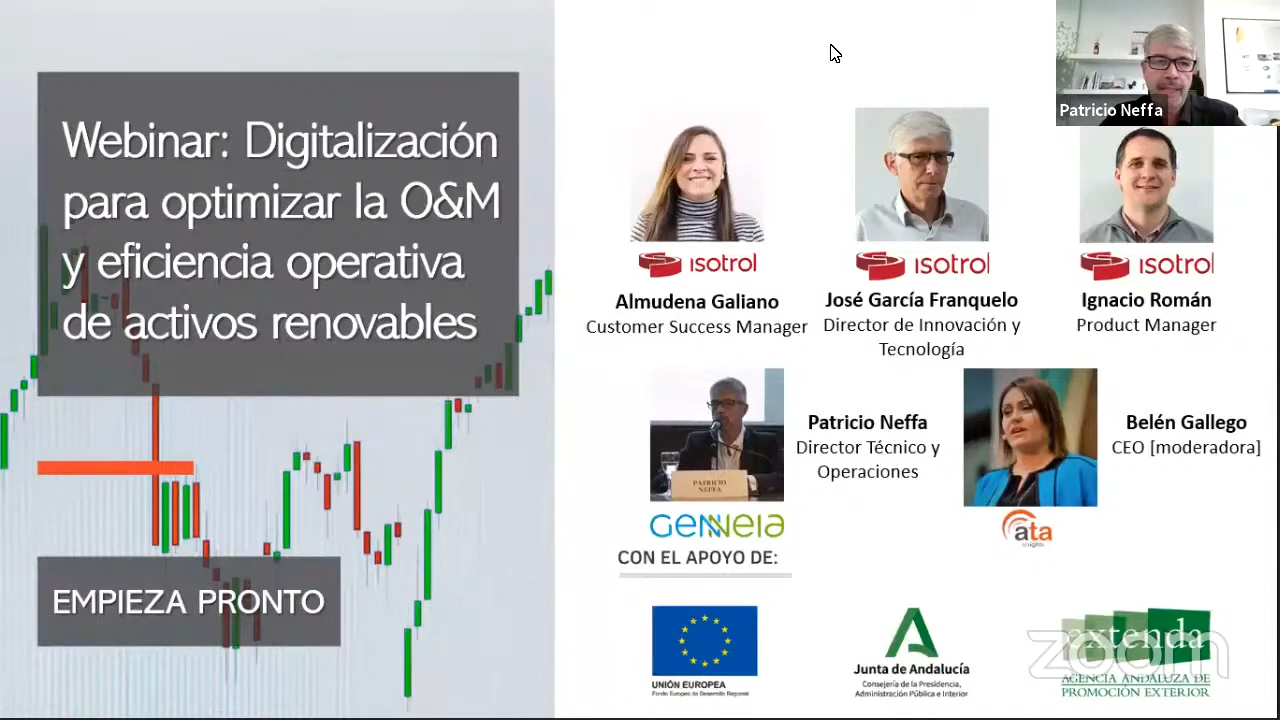 Webinar: Digitalización
para optimizar la O&M
y eficiencia operativa
de activos renovables
EMPIEZA PRONTO
Patricio Neffa
isotrol
isotrol
isotrol
Almudena Galiano
Customer Success Manager
José García Franquelo
Director de Innovación y
Tecnología
Ignacio Román
Product Manager
PATRICIO
NEFFA
Patricio Neffa
Director Técnico y
Operaciones
Belén Gallego
CEO [moderadora]
GENNEIA
ata
insights
CON EL APOYO DE:
UNIÓN EUROPEA
Fondo Europeo de Desarrollo Regional
Junta de Andalucía
Consejería de la Presidencia,
Administración Pública e Interior
extenda
zoom
AGENCIA ANDALUZA DE
PROMOCIÓN EXTERIOR